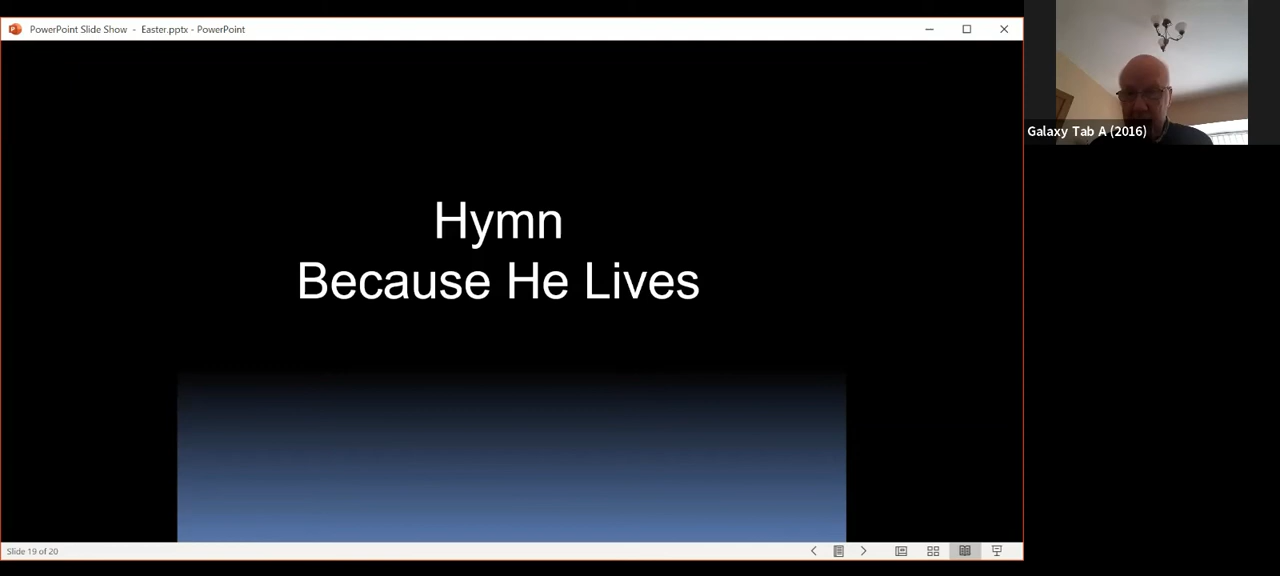 PowerPoint Slide Show - Easter.pptx - PowerPoint
Galaxy Tab A (2016)
Hymn
Because He Lives
Slide 19 of 20